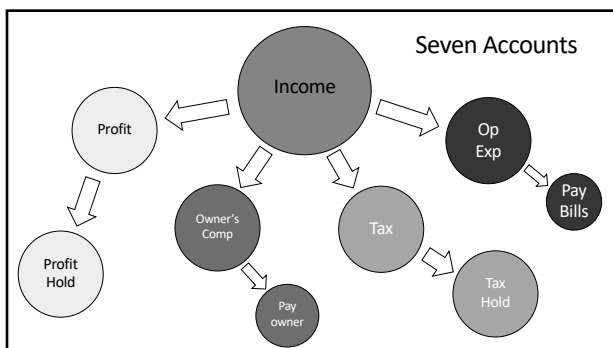 Seven Accounts
Income
Profit
Op
Exp
Pay
Bills
Owner's
Comp
Tax
Profit
Hold
Pay
owner
Tax
Hold